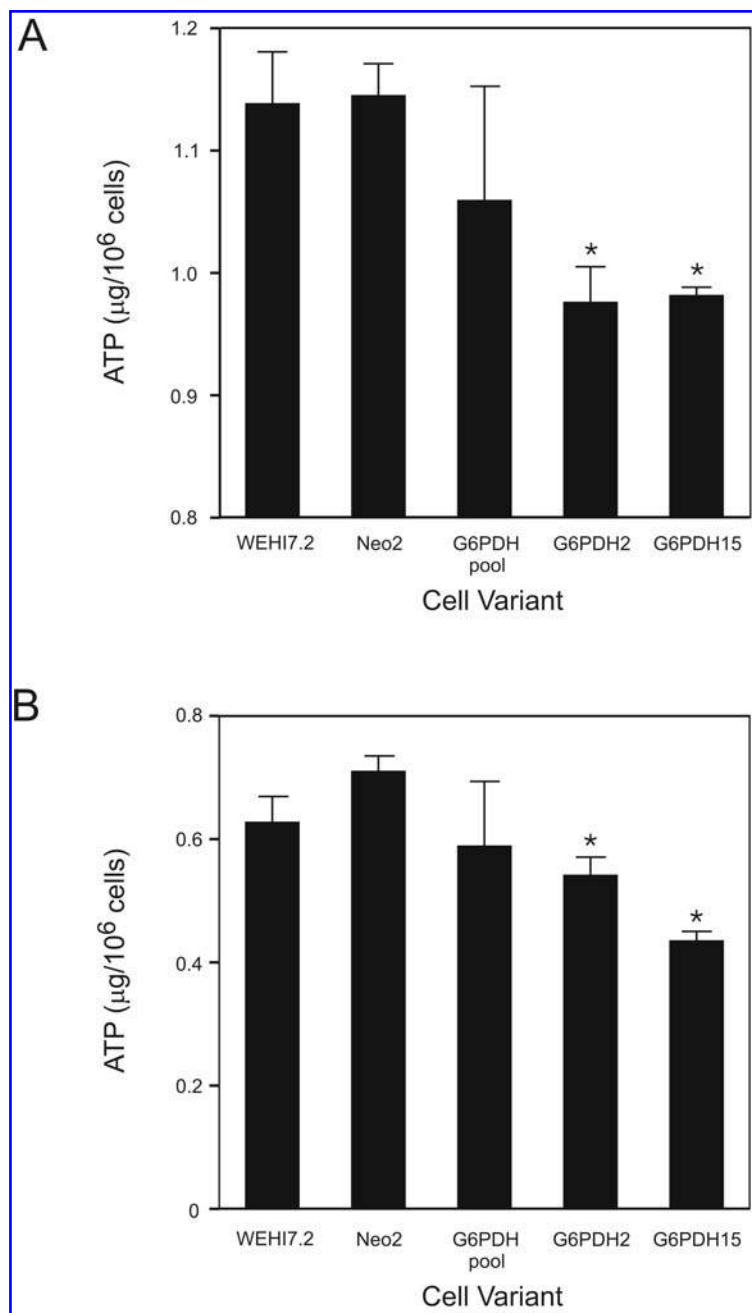 A
1.2
1.1
1.0
0.9
0.8
ATP (μg/10⁶ cells)
* *
WEHI7.2 Neo2 G6PDH pool G6PDH2 G6PDH15
Cell Variant
B
0.8
0.6
0.4
0.2
0
ATP (μg/10⁶ cells)
* *
WEHI7.2 Neo2 G6PDH pool G6PDH2 G6PDH15
Cell Variant